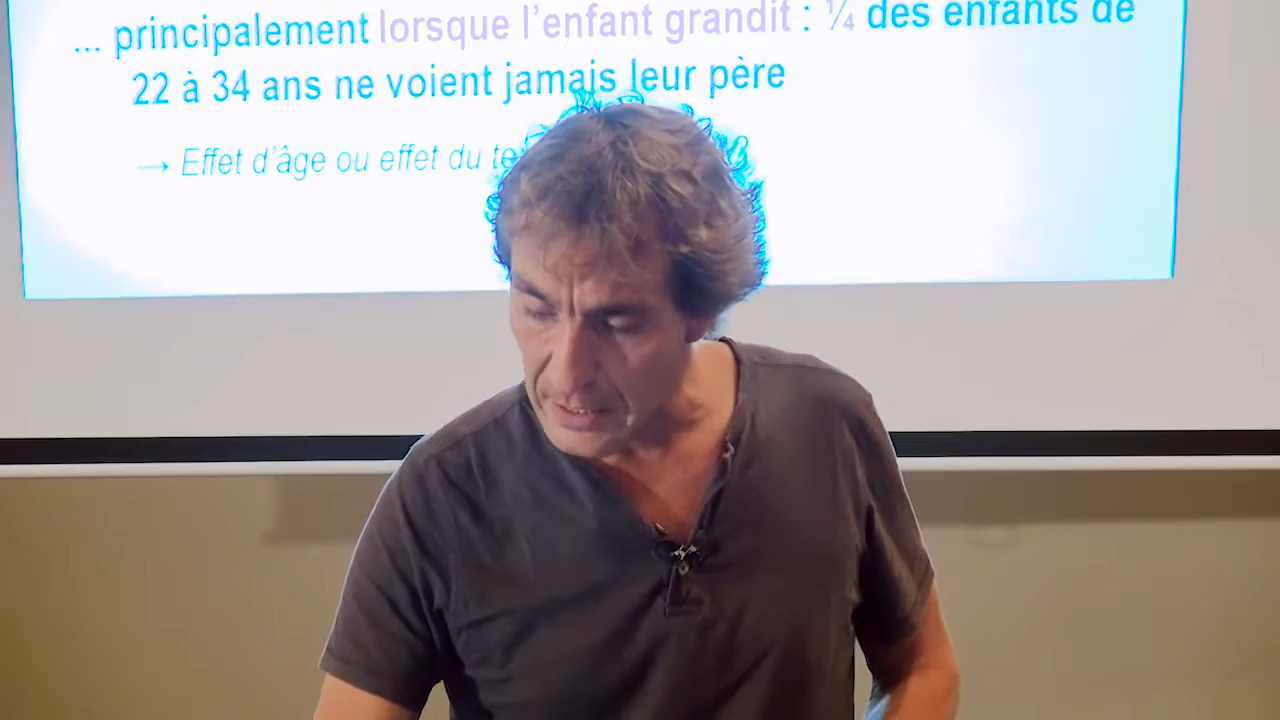 ... principalement lorsque l'enfant grandit : ¼ des enfants de
22 à 34 ans ne voient jamais leur père
→ Effet d'âge ou effet du